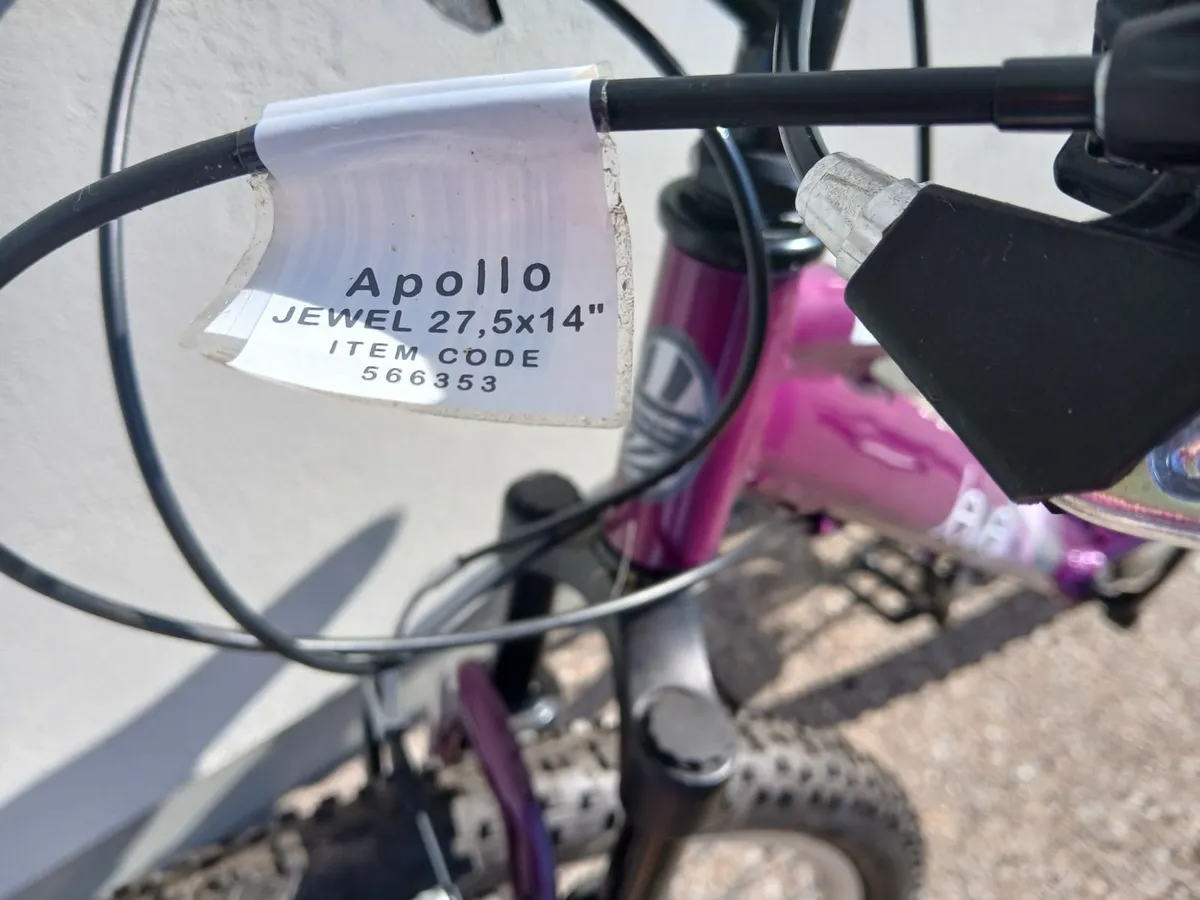 Apollo
JEWEL 27,5x14"
ITEM CODE
566353